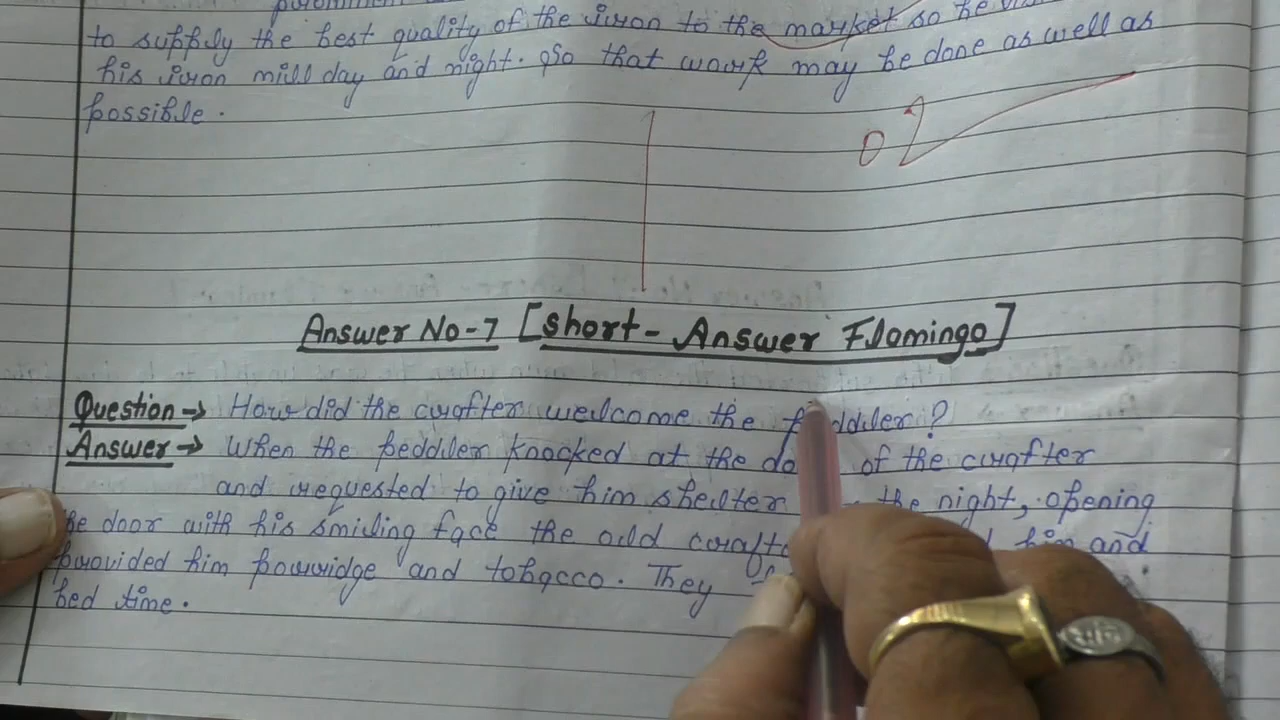 to supply the best quality of the iron to the market so he
his iron mill day and night. so that work may be done as well as
possible.
02
Answer No-7 [short-Answer Flamingo]
Question→ How did the crofter welcome the peddler?
Answer→ When the peddler knocked at the of the crofter
and requested to give him shelter the night, opening
the door with his smiling face the old him and
provided him porridge and tobacco. They
bed time.